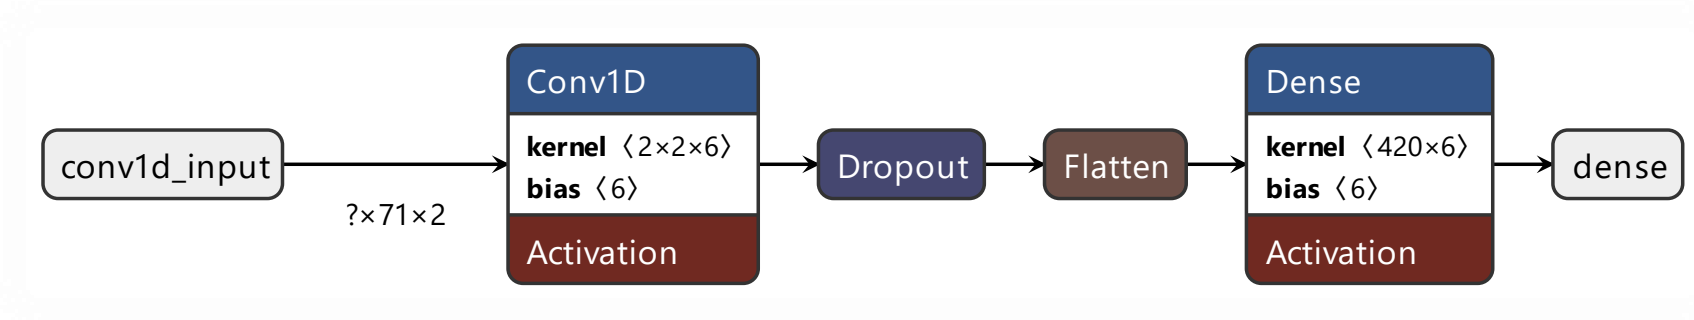 conv1d_input
?×71×2
Conv1D
kernel 〈2×2×6〉
bias 〈6〉
Activation
Dropout
Flatten
Dense
kernel 〈420×6〉
bias 〈6〉
Activation
dense